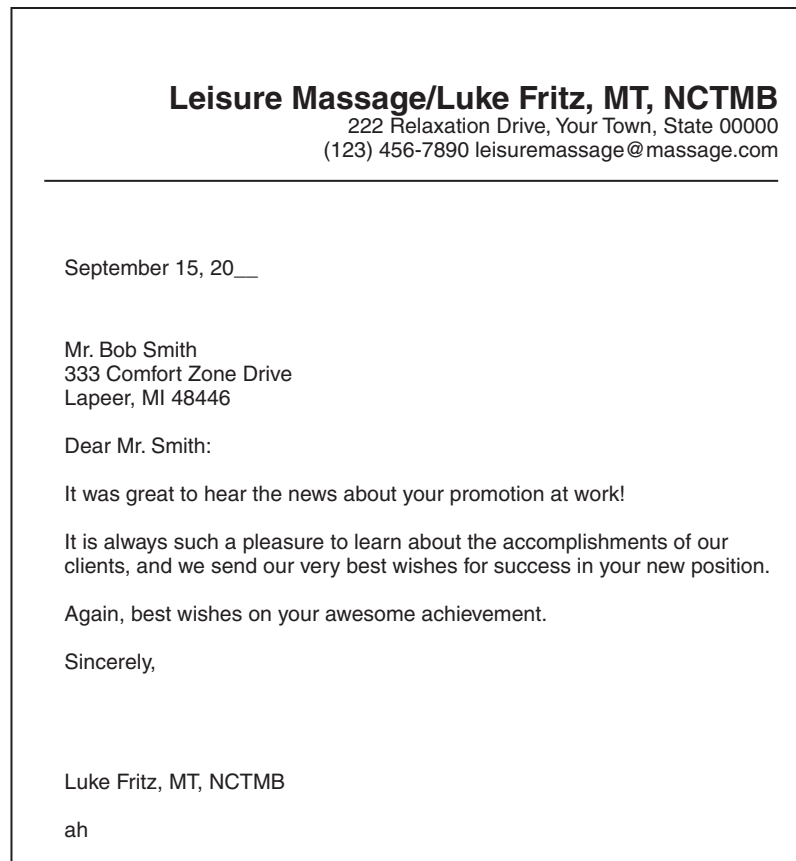 Leisure Massage/Luke Fritz, MT, NCTMB
222 Relaxation Drive, Your Town, State 00000
(123) 456-7890 leisuremassage@massage.com
September 15, 20__
Mr. Bob Smith
333 Comfort Zone Drive
Lapeer, MI 48446
Dear Mr. Smith:
It was great to hear the news about your promotion at work!
It is always such a pleasure to learn about the accomplishments of our
clients, and we send our very best wishes for success in your new position.
Again, best wishes on your awesome achievement.
Sincerely,
Luke Fritz, MT, NCTMB
ah